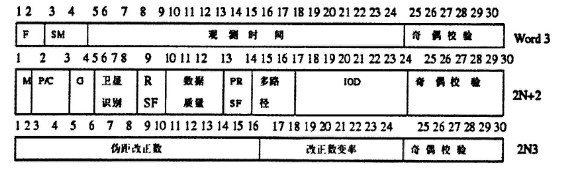 1 2 3 4 5 6 7 8 9 10 11 12 13 14 15 16 17 18 19 20 21 22 23 24 25 26 27 28 29 30
F SM 观测时间 奇偶校验 Word 3
1 2 3 4 5 6 7 8 9 10 11 12 13 14 15 16 17 18 19 20 21 22 23 24 25 26 27 28 29 30
M P/C G 卫星 R 数据 PR 多路 IOD 奇偶校验 2N+2
识别 SF 质量 SF 径
1 2 3 4 5 6 7 8 9 10 11 12 13 14 15 16 17 18 19 20 21 22 23 24 25 26 27 28 29 30
伪距改正数 改正数变率 奇偶校验 2N3